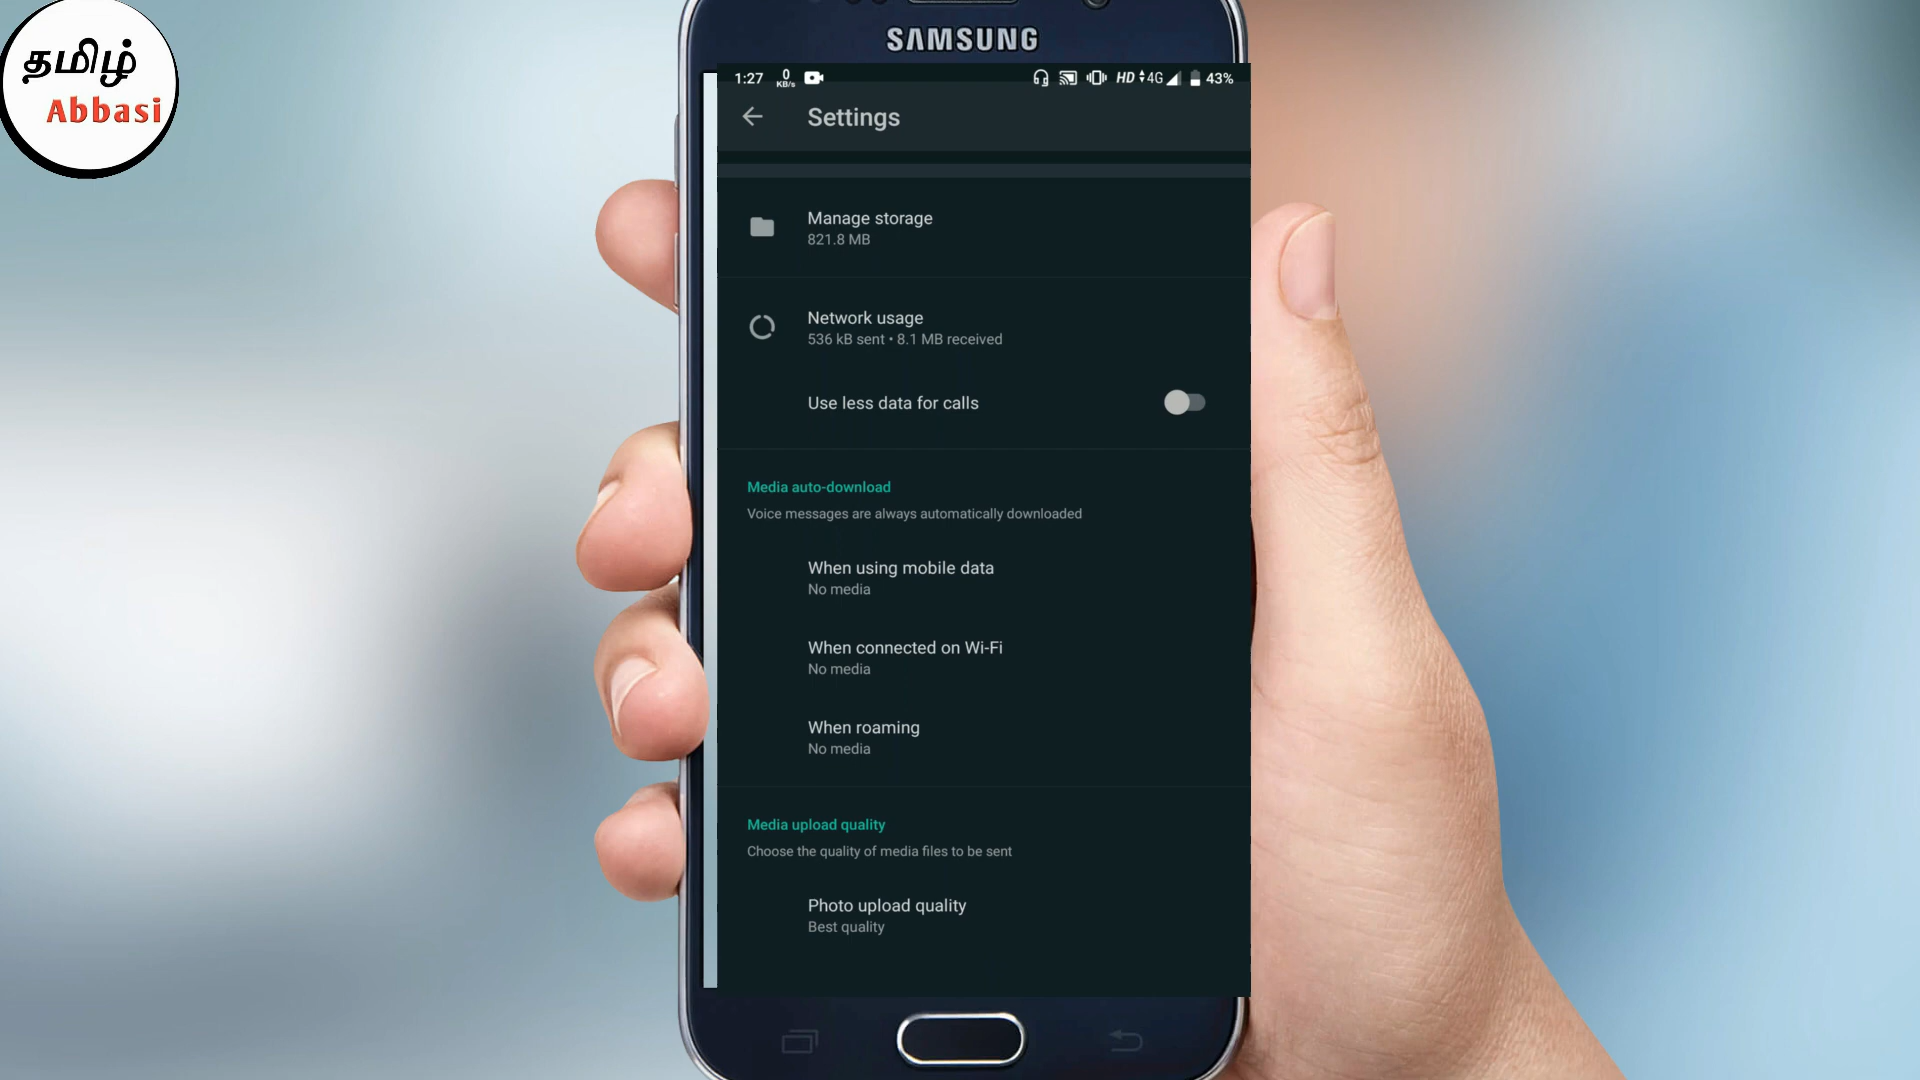 தமிழ்
Abbasi
SAMSUNG
1:27 0 KB/s HD 4G 43%
Settings
Manage storage
821.8 MB
Network usage
536 kB sent • 8.1 MB received
Use less data for calls
Media auto-download
Voice messages are always automatically downloaded
When using mobile data
No media
When connected on Wi-Fi
No media
When roaming
No media
Media upload quality
Choose the quality of media files to be sent
Photo upload quality
Best quality